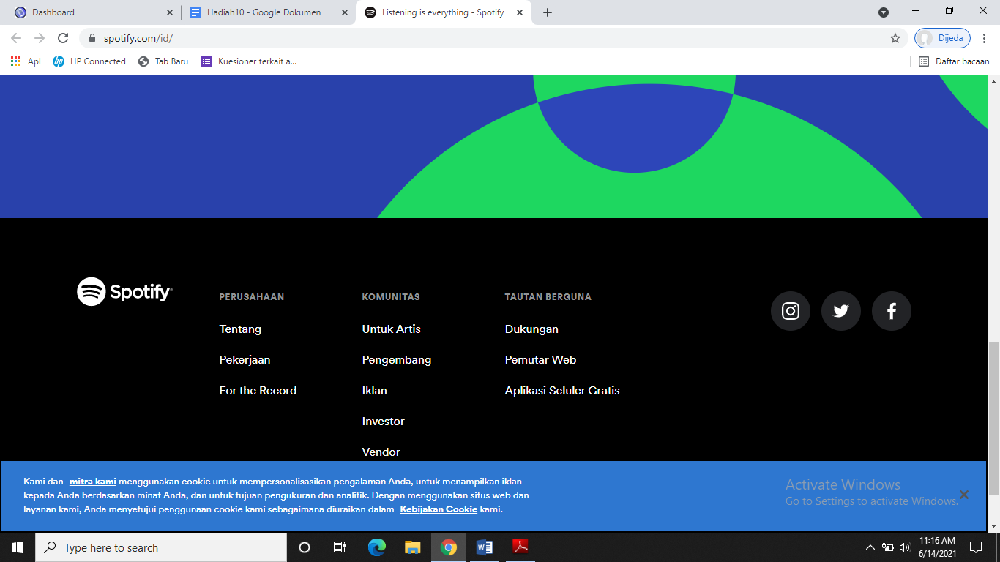 Dashboard
Hadiah10 - Google Dokumen
Listening is everything - Spotify
spotify.com/id/
Dijeda
Apl
HP Connected
Tab Baru
Kuesioner terkait a...
Daftar bacaan
Spotify
PERUSAHAAN
Tentang
Pekerjaan
For the Record
KOMUNITAS
Untuk Artis
Pengembang
Iklan
Investor
Vendor
TAUTAN BERGUNA
Dukungan
Pemutar Web
Aplikasi Seluler Gratis
Kami dan mitra kami menggunakan cookie untuk mempersonalisasikan pengalaman Anda, untuk menampilkan iklan
kepada Anda berdasarkan minat Anda, dan untuk tujuan pengukuran dan analitik. Dengan menggunakan situs web dan
layanan kami, Anda menyetujui penggunaan cookie kami sebagaimana diuraikan dalam Kebijakan Cookie kami.
Activate Windows
Go to Settings to activate Windows.
Type here to search
11:16 AM
6/14/2021